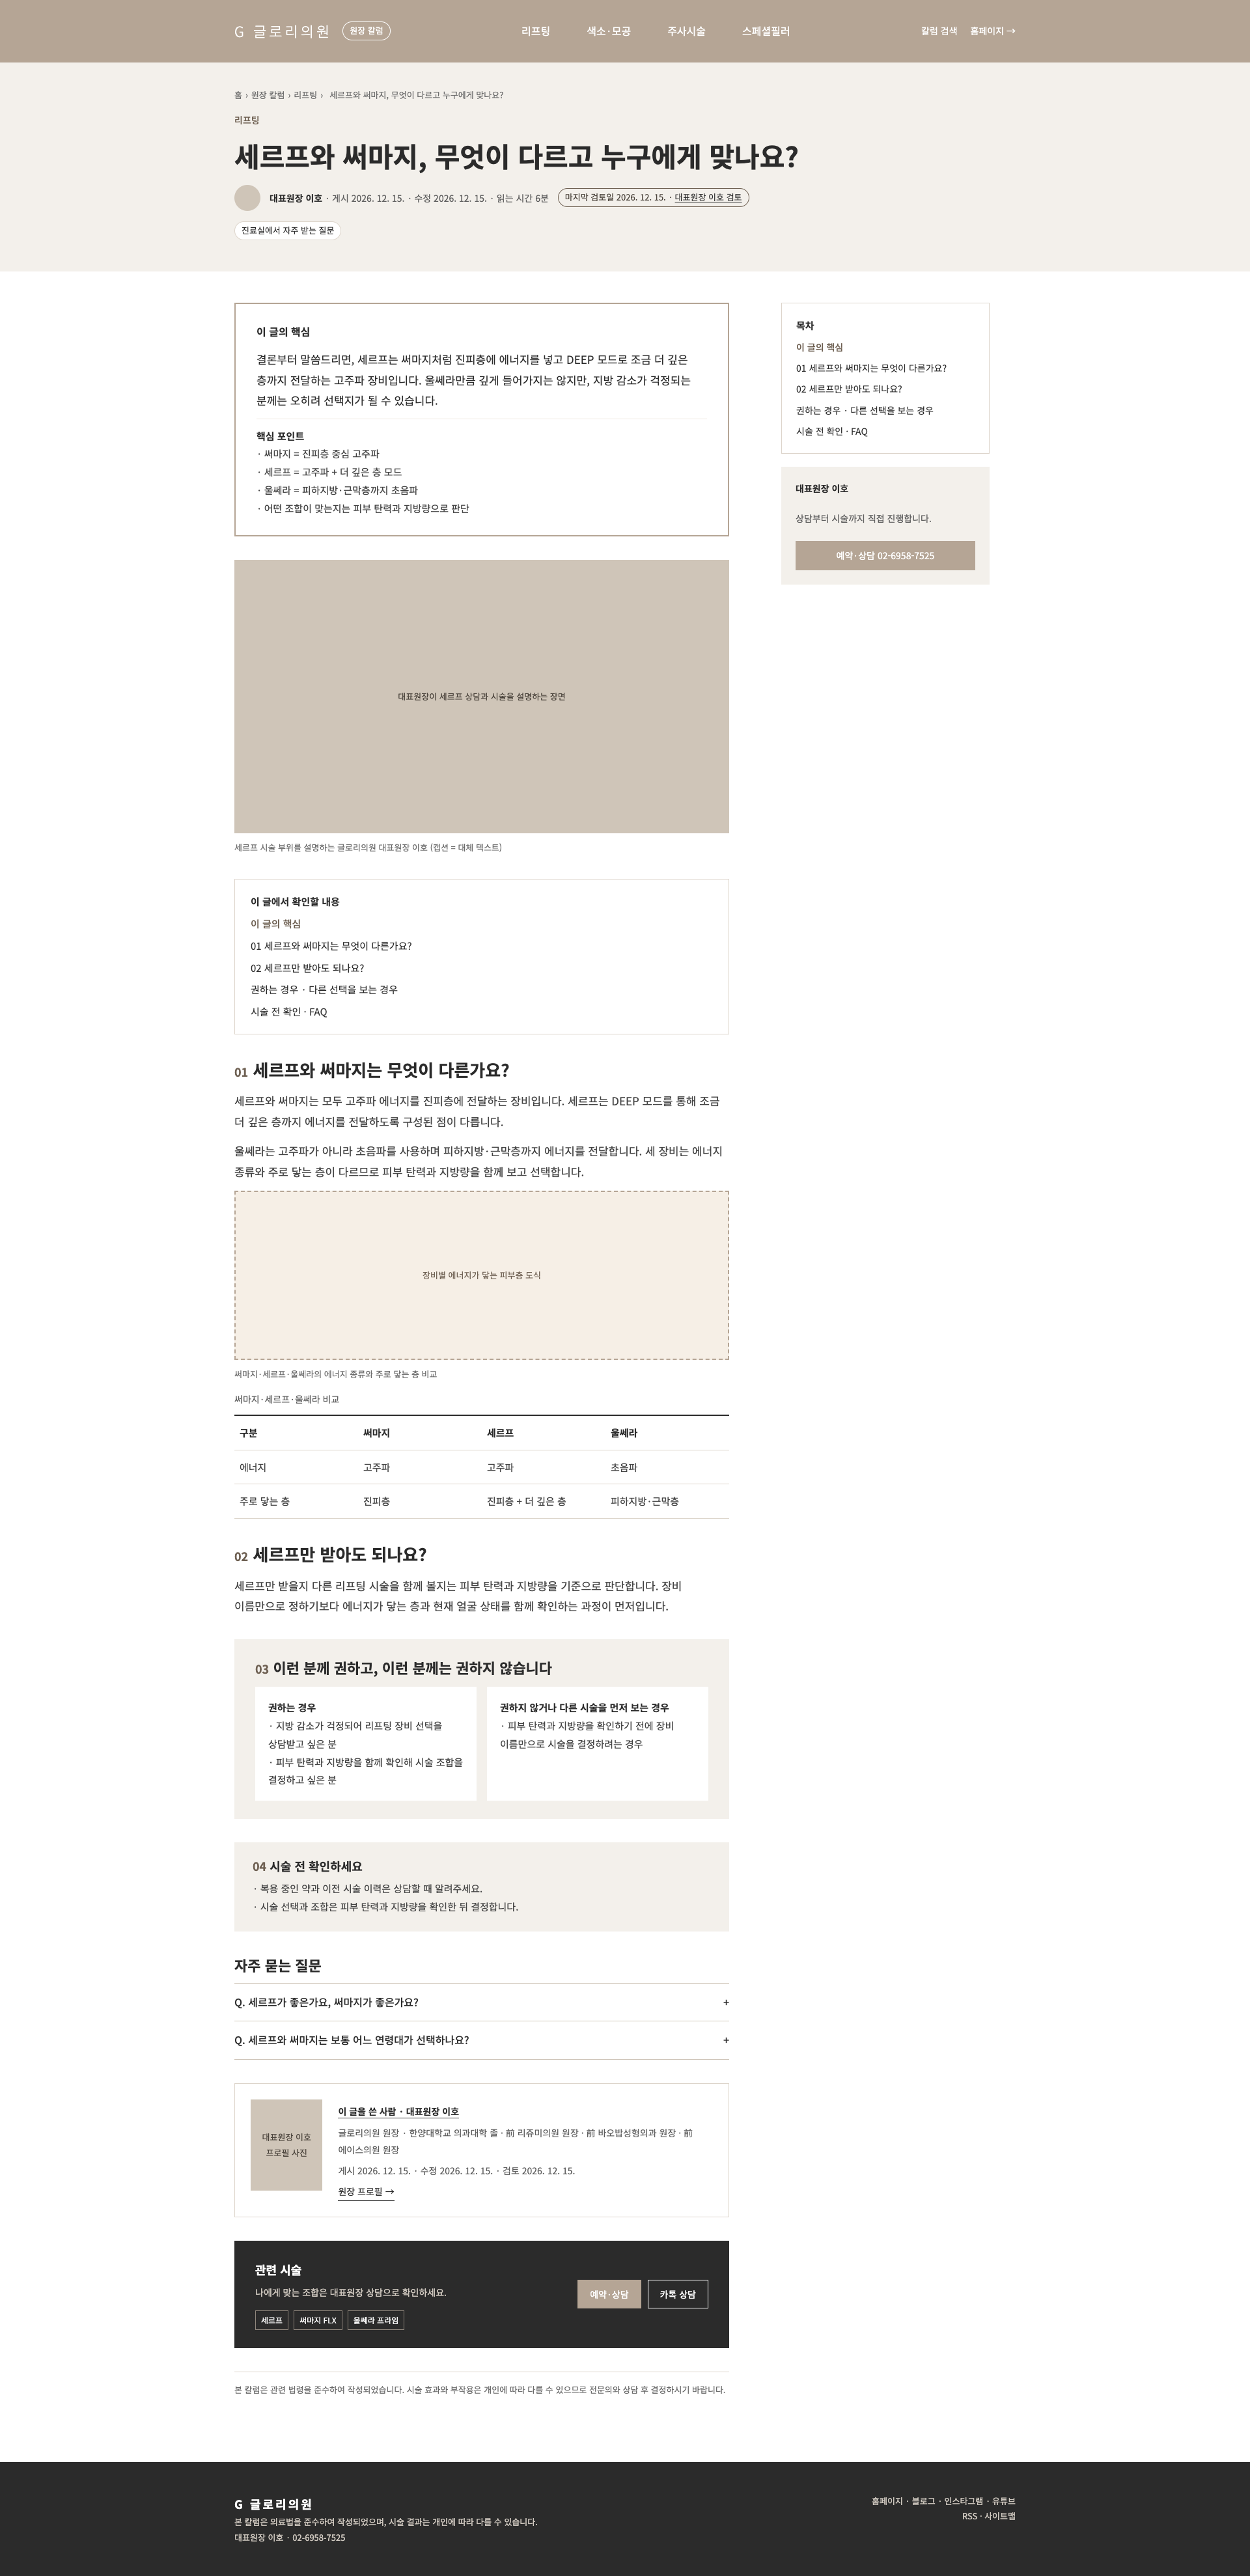 G 글로리의원 원장 칼럼 리프팅 색소·모공 주사시술 스페셜필러 칼럼 검색 홈페이지 →
홈 › 원장 칼럼 › 리프팅 › 세르프와 써마지, 무엇이 다르고 누구에게 맞나요?
리프팅
세르프와 써마지, 무엇이 다르고 누구에게 맞나요?
대표원장 이호 · 게시 2026. 12. 15. · 수정 2026. 12. 15. · 읽는 시간 6분 마지막 검토일 2026. 12. 15. · 대표원장 이호 검토
진료실에서 자주 받는 질문
이 글의 핵심
결론부터 말씀드리면, 세르프는 써마지처럼 진피층에 에너지를 넣고 DEEP 모드로 조금 더 깊은
층까지 전달하는 고주파 장비입니다. 울쎄라만큼 깊게 들어가지는 않지만, 지방 감소가 걱정되는
분께는 오히려 선택지가 될 수 있습니다.
핵심 포인트
· 써마지 = 진피층 중심 고주파
· 세르프 = 고주파 + 더 깊은 층 모드
· 울쎄라 = 피하지방·근막층까지 초음파
· 어떤 조합이 맞는지는 피부 탄력과 지방량으로 판단
목차
이 글의 핵심
01 세르프와 써마지는 무엇이 다른가요?
02 세르프만 받아도 되나요?
권하는 경우 · 다른 선택을 보는 경우
시술 전 확인 · FAQ
대표원장 이호
상담부터 시술까지 직접 진행합니다.
예약·상담 02-6958-7525
대표원장이 세르프 상담과 시술을 설명하는 장면
세르프 시술 부위를 설명하는 글로리의원 대표원장 이호 (캡션 = 대체 텍스트)
이 글에서 확인할 내용
이 글의 핵심
01 세르프와 써마지는 무엇이 다른가요?
02 세르프만 받아도 되나요?
권하는 경우 · 다른 선택을 보는 경우
시술 전 확인 · FAQ
01 세르프와 써마지는 무엇이 다른가요?
세르프와 써마지는 모두 고주파 에너지를 진피층에 전달하는 장비입니다. 세르프는 DEEP 모드를 통해 조금
더 깊은 층까지 에너지를 전달하도록 구성된 점이 다릅니다.
울쎄라는 고주파가 아니라 초음파를 사용하며 피하지방·근막층까지 에너지를 전달합니다. 세 장비는 에너지
종류와 주로 닿는 층이 다르므로 피부 탄력과 지방량을 함께 보고 선택합니다.
장비별 에너지가 닿는 피부층 도식
써마지·세르프·울쎄라의 에너지 종류와 주로 닿는 층 비교
써마지·세르프·울쎄라 비교
구분 써마지 세르프 울쎄라
에너지 고주파 고주파 초음파
주로 닿는 층 진피층 진피층 + 더 깊은 층 피하지방·근막층
02 세르프만 받아도 되나요?
세르프만 받을지 다른 리프팅 시술을 함께 볼지는 피부 탄력과 지방량을 기준으로 판단합니다. 장비
이름만으로 정하기보다 에너지가 닿는 층과 현재 얼굴 상태를 함께 확인하는 과정이 먼저입니다.
03 이런 분께 권하고, 이런 분께는 권하지 않습니다
권하는 경우
· 지방 감소가 걱정되어 리프팅 장비 선택을
상담받고 싶은 분
· 피부 탄력과 지방량을 함께 확인해 시술 조합을
결정하고 싶은 분
권하지 않거나 다른 시술을 먼저 보는 경우
· 피부 탄력과 지방량을 확인하기 전에 장비
이름만으로 시술을 결정하려는 경우
04 시술 전 확인하세요
· 복용 중인 약과 이전 시술 이력은 상담할 때 알려주세요.
· 시술 선택과 조합은 피부 탄력과 지방량을 확인한 뒤 결정합니다.
자주 묻는 질문
Q. 세르프가 좋은가요, 써마지가 좋은가요? +
Q. 세르프와 써마지는 보통 어느 연령대가 선택하나요? +
대표원장 이호
프로필 사진
이 글을 쓴 사람 · 대표원장 이호
글로리의원 원장 · 한양대학교 의과대학 졸 · 前 리쥬미의원 원장 · 前 바오밥성형외과 원장 · 前
에이스의원 원장
게시 2026. 12. 15. · 수정 2026. 12. 15. · 검토 2026. 12. 15.
원장 프로필 →
관련 시술
나에게 맞는 조합은 대표원장 상담으로 확인하세요.
세르프 써마지 FLX 울쎄라 프라임
예약·상담 카톡 상담
본 칼럼은 관련 법령을 준수하여 작성되었습니다. 시술 효과와 부작용은 개인에 따라 다를 수 있으므로 전문의와 상담 후 결정하시기 바랍니다.
G 글로리의원
본 칼럼은 의료법을 준수하여 작성되었으며, 시술 결과는 개인에 따라 다를 수 있습니다.
대표원장 이호 · 02-6958-7525
홈페이지 · 블로그 · 인스타그램 · 유튜브
RSS · 사이트맵